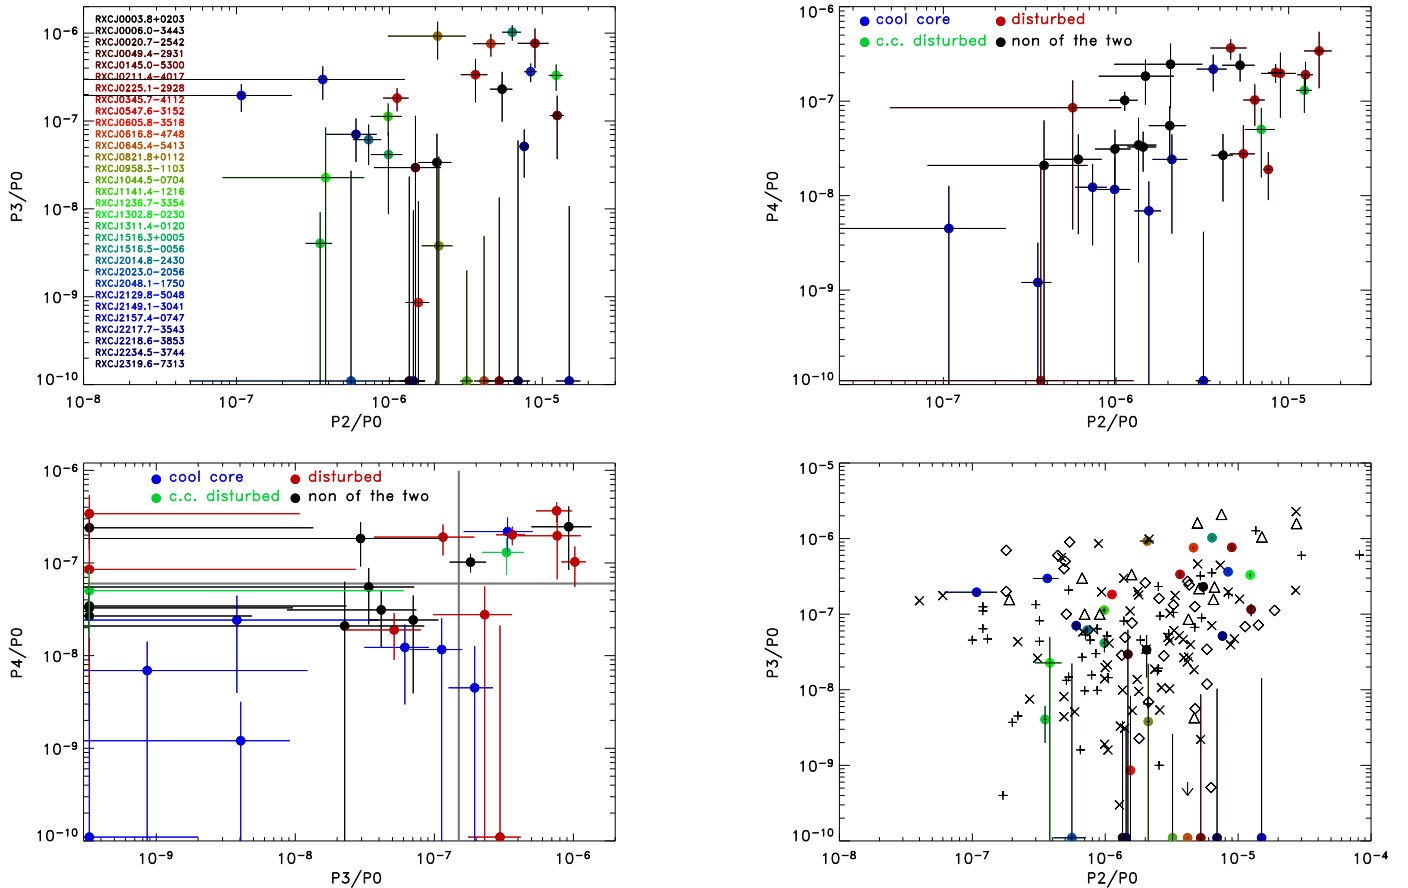 10^-6
10^-7
10^-8
10^-9
10^-10
P3/P0
RXCJ0003.8+0203
RXCJ0006.0-3443
RXCJ0020.7-2542
RXCJ0049.4-2931
RXCJ0145.0-5300
RXCJ0211.4-4017
RXCJ0225.1-2928
RXCJ0345.7-4112
RXCJ0547.6-3152
RXCJ0605.8-3518
RXCJ0616.8-4748
RXCJ0645.4-5413
RXCJ0821.8+0112
RXCJ0958.3-1103
RXCJ1044.5-0704
RXCJ1141.4-1216
RXCJ1236.7-3354
RXCJ1302.8-0230
RXCJ1311.4-0120
RXCJ1516.3+0005
RXCJ1516.5-0056
RXCJ2014.8-2430
RXCJ2023.0-2056
RXCJ2048.1-1750
RXCJ2129.8-5048
RXCJ2149.1-3041
RXCJ2157.4-0747
RXCJ2217.7-3543
RXCJ2218.6-3853
RXCJ2234.5-3744
RXCJ2319.6-7313
10^-8 10^-7 10^-6 10^-5
P2/P0
10^-6
10^-7
10^-8
10^-9
10^-10
P4/P0
cool core disturbed
c.c. disturbed non of the two
10^-7 10^-6 10^-5
P2/P0
10^-6
10^-7
10^-8
10^-9
10^-10
P4/P0
cool core disturbed
c.c. disturbed non of the two
10^-9 10^-8 10^-7 10^-6
P3/P0
10^-5
10^-6
10^-7
10^-8
10^-9
10^-10
P3/P0
10^-8 10^-7 10^-6 10^-5 10^-4
P2/P0